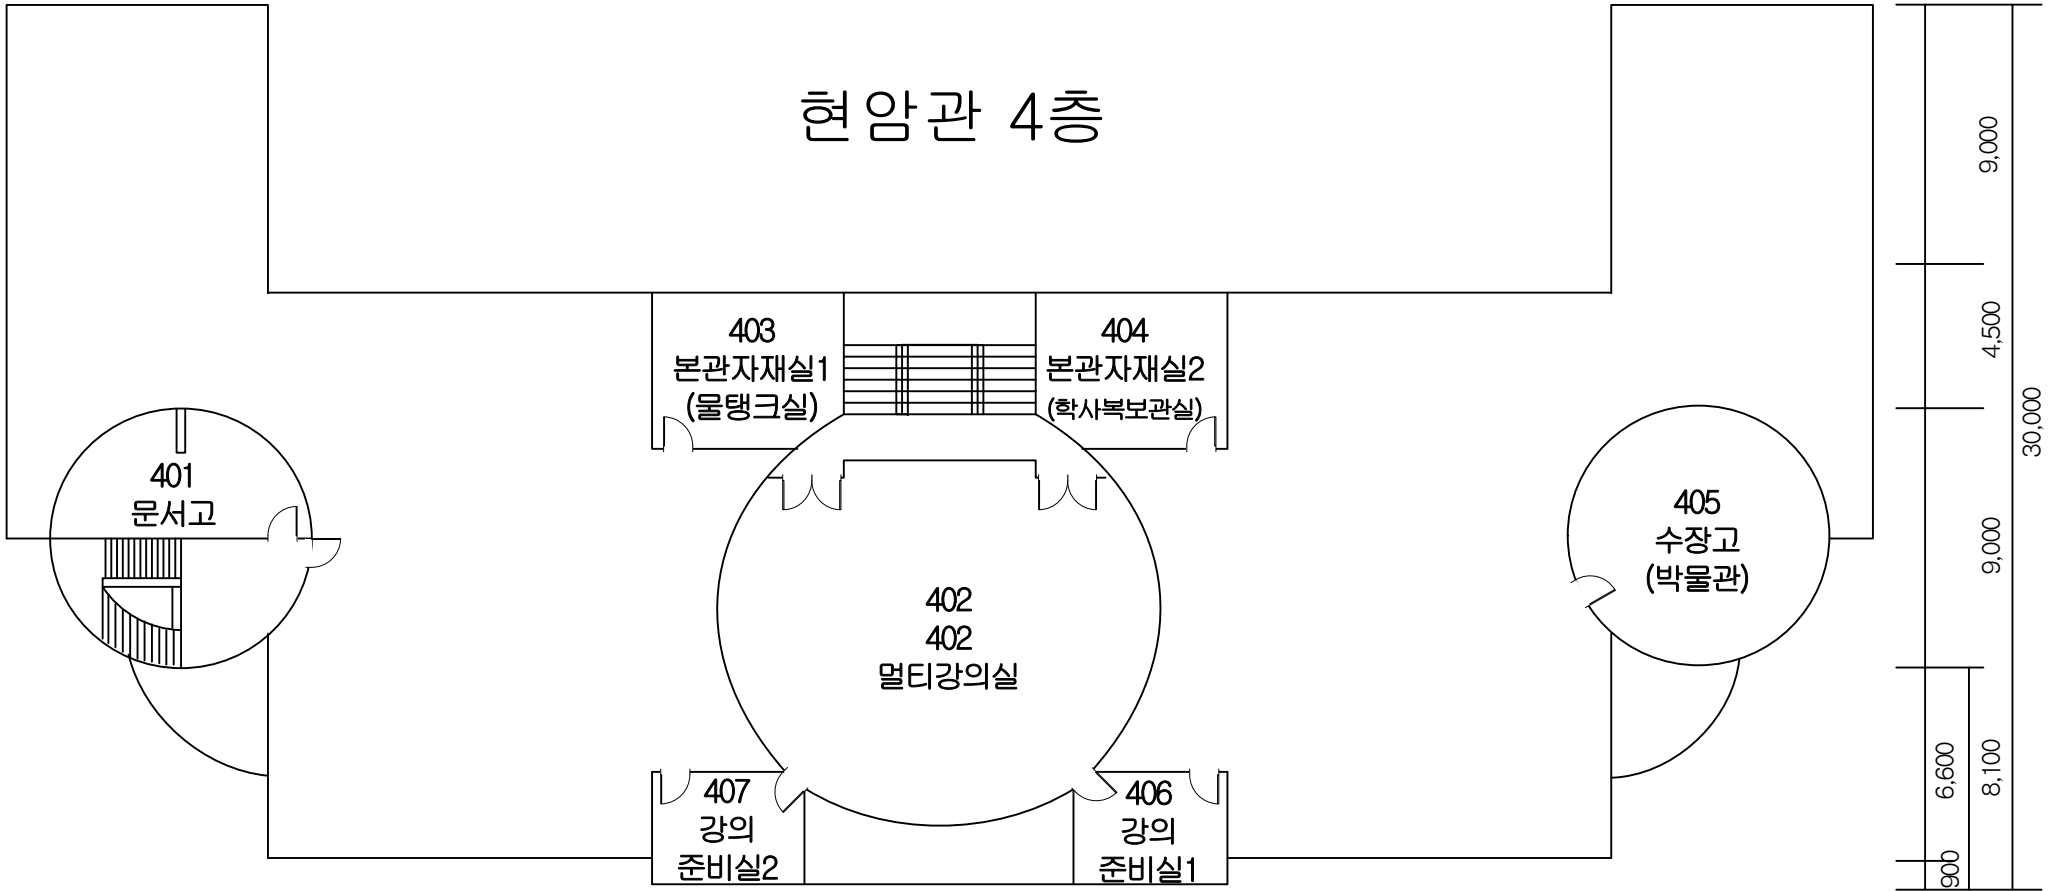 현암관 4층
403
본관자재실1
(물탱크실)
404
본관자재실2
(학사복보관실)
401
문서고
405
수장고
(박물관)
402
402
멀티강의실
407
강의
준비실2
406
강의
준비실1
9,000
4,500
30,000
9,000
6,600
8,100
900